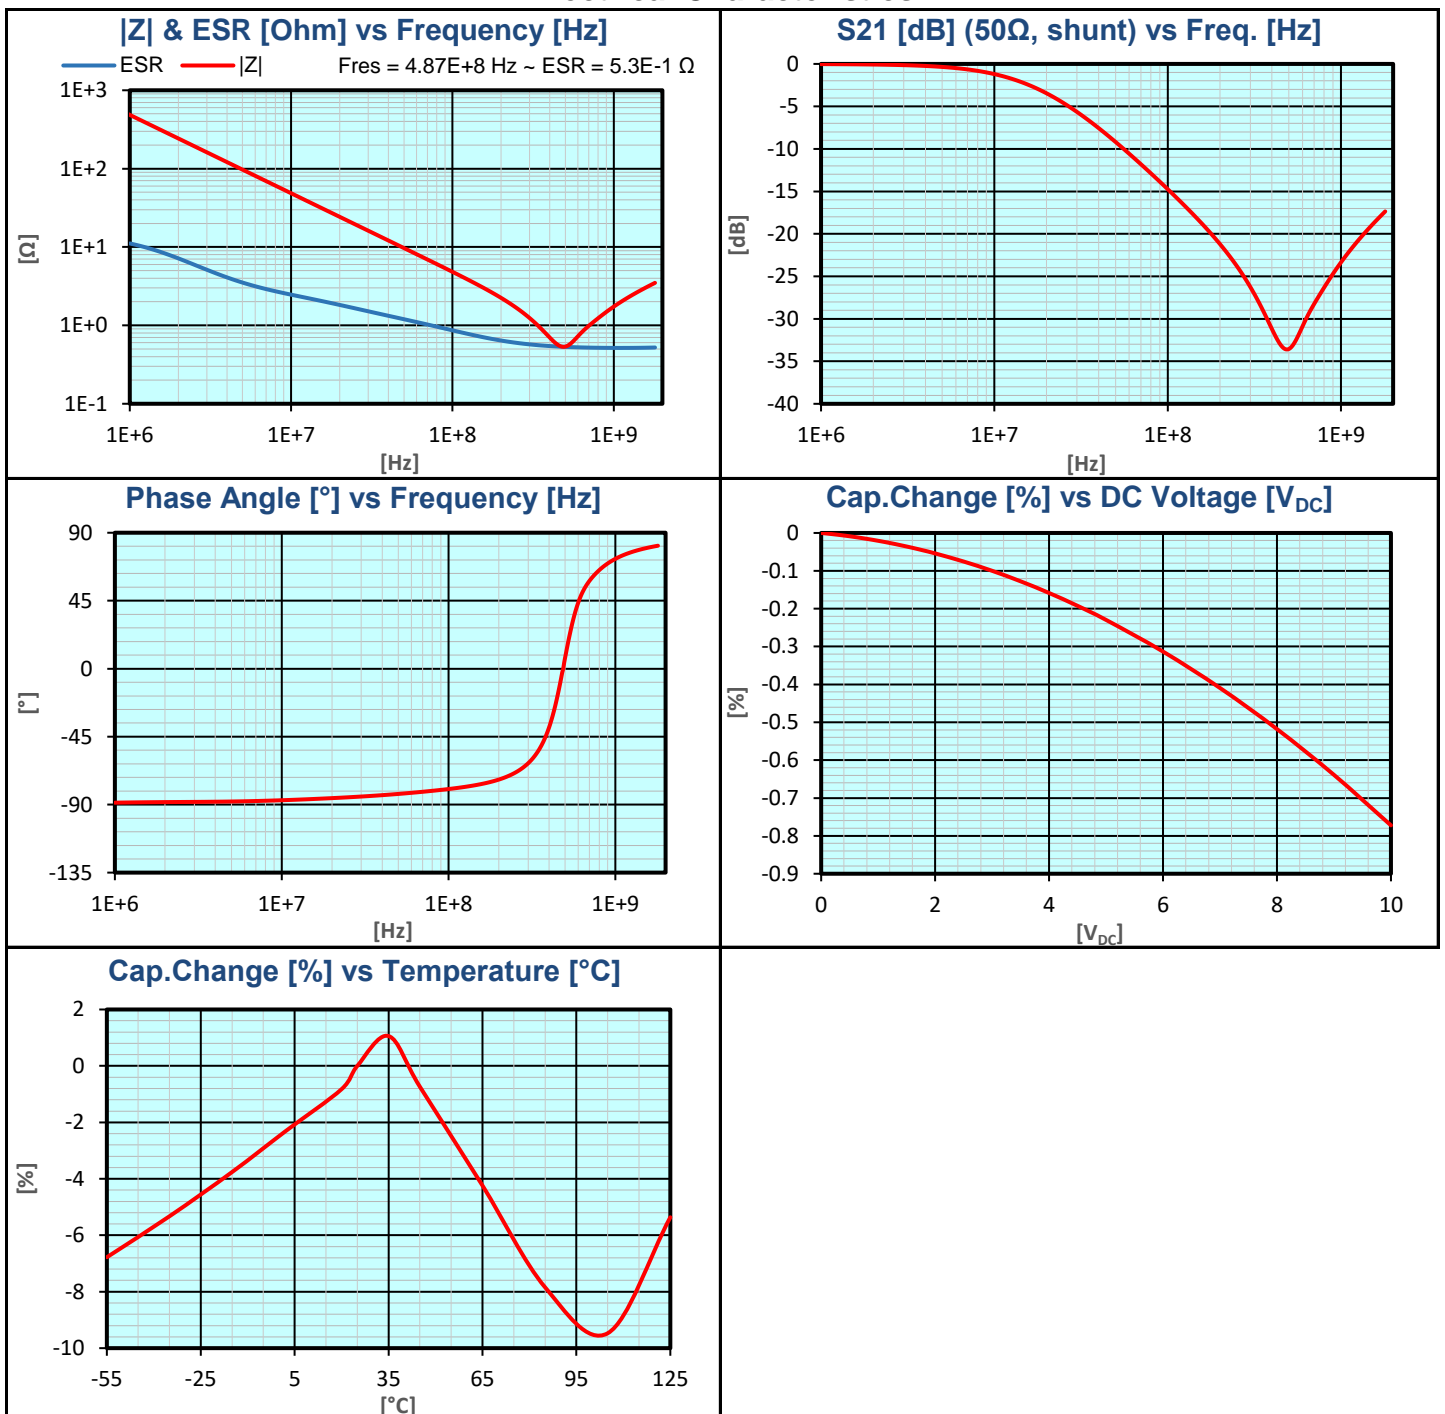 |Z| & ESR [Ohm] vs Frequency [Hz]
ESR |Z| Fres = 4.87E+8 Hz ~ ESR = 5.3E-1 Ω
1E+3
1E+2
1E+1
1E+0
1E-1
[Ω]
1E+6 1E+7 1E+8 1E+9
[Hz]
S21 [dB] (50Ω, shunt) vs Freq. [Hz]
0
-5
-10
-15
-20
-25
-30
-35
-40
[dB]
1E+6 1E+7 1E+8 1E+9
[Hz]
Phase Angle [°] vs Frequency [Hz]
90
45
0
-45
-90
-135
[°]
1E+6 1E+7 1E+8 1E+9
[Hz]
Cap.Change [%] vs DC Voltage [VDC]
0
-0.1
-0.2
-0.3
-0.4
-0.5
-0.6
-0.7
-0.8
-0.9
[%]
0 2 4 6 8 10
[VDC]
Cap.Change [%] vs Temperature [°C]
2
0
-2
-4
-6
-8
-10
[%]
-55 -25 5 35 65 95 125
[°C]